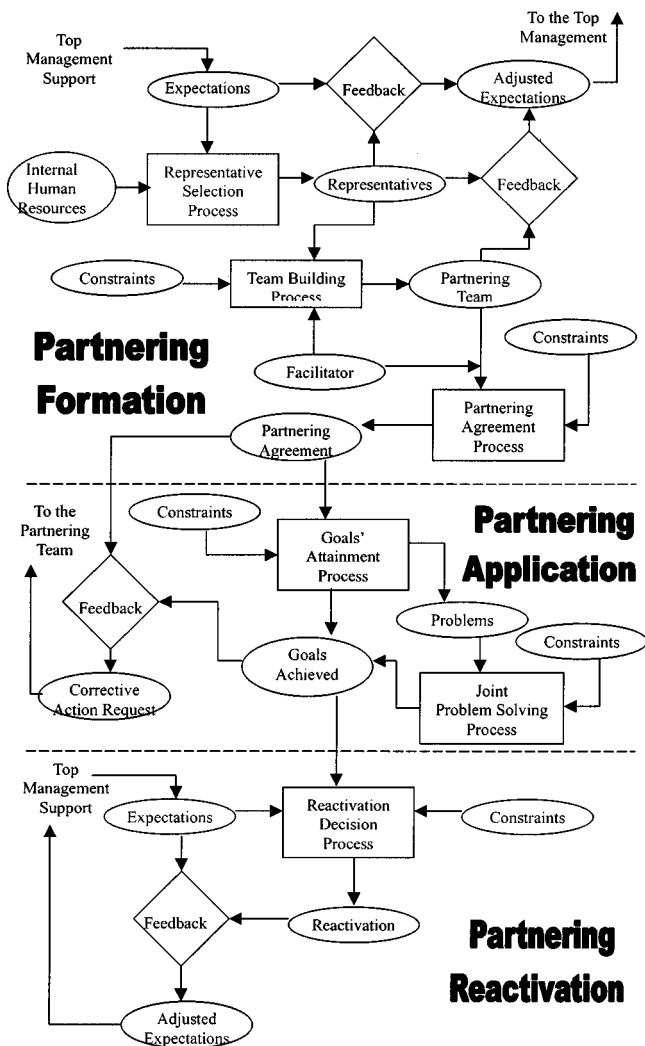 To the Top
Management
Top
Management
Support
Expectations
Feedback
Adjusted
Expectations
Internal
Human
Resources
Representative
Selection
Process
Representatives
Feedback
Constraints
Team Building
Process
Partnering
Team
Constraints
Partnering
Formation
Facilitator
Partnering
Agreement
Process
Partnering
Agreement
To the
Partnering
Team
Constraints
Goals'
Attainment
Process
Partnering
Application
Feedback
Problems
Constraints
Goals
Achieved
Corrective
Action Request
Joint
Problem Solving
Process
Top
Management
Support
Expectations
Reactivation
Decision
Process
Constraints
Feedback
Reactivation
Partnering
Reactivation
Adjusted
Expectations